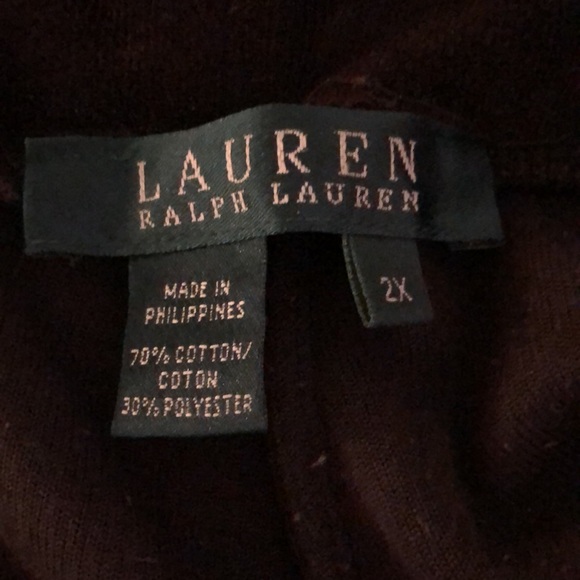 LAUREN
RALPH LAUREN
2X
MADE IN
PHILIPPINES
70% COTTON/
COTON
30% POLYESTER